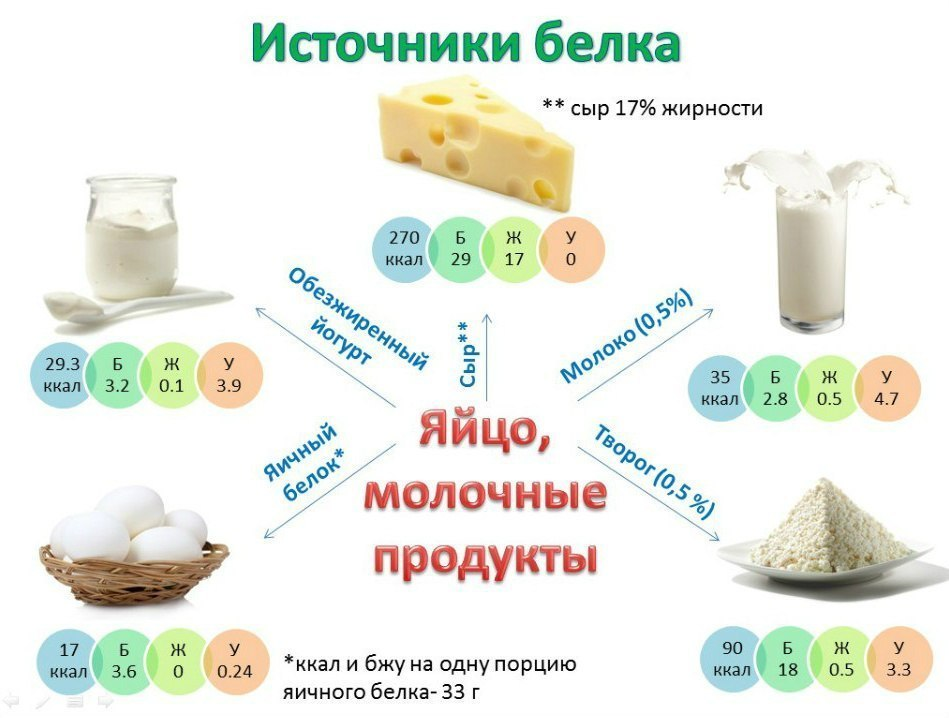 Источники белка
** сыр 17% жирности
270 ккал
Б 29
Ж 17
У 0
Обезжиренный
йогурт
Сыр**
Молоко (0,5%)
29.3 ккал
Б 3.2
Ж 0.1
У 3.9
35 ккал
Б 2.8
Ж 0.5
У 4.7
Яйцо,
молочные
продукты
Яичный
белок*
Творог (0,5 %)
17 ккал
Б 3.6
Ж 0
У 0.24
*ккал и бжу на одну порцию
яичного белка- 33 г
90 ккал
Б 18
Ж 0.5
У 3.3